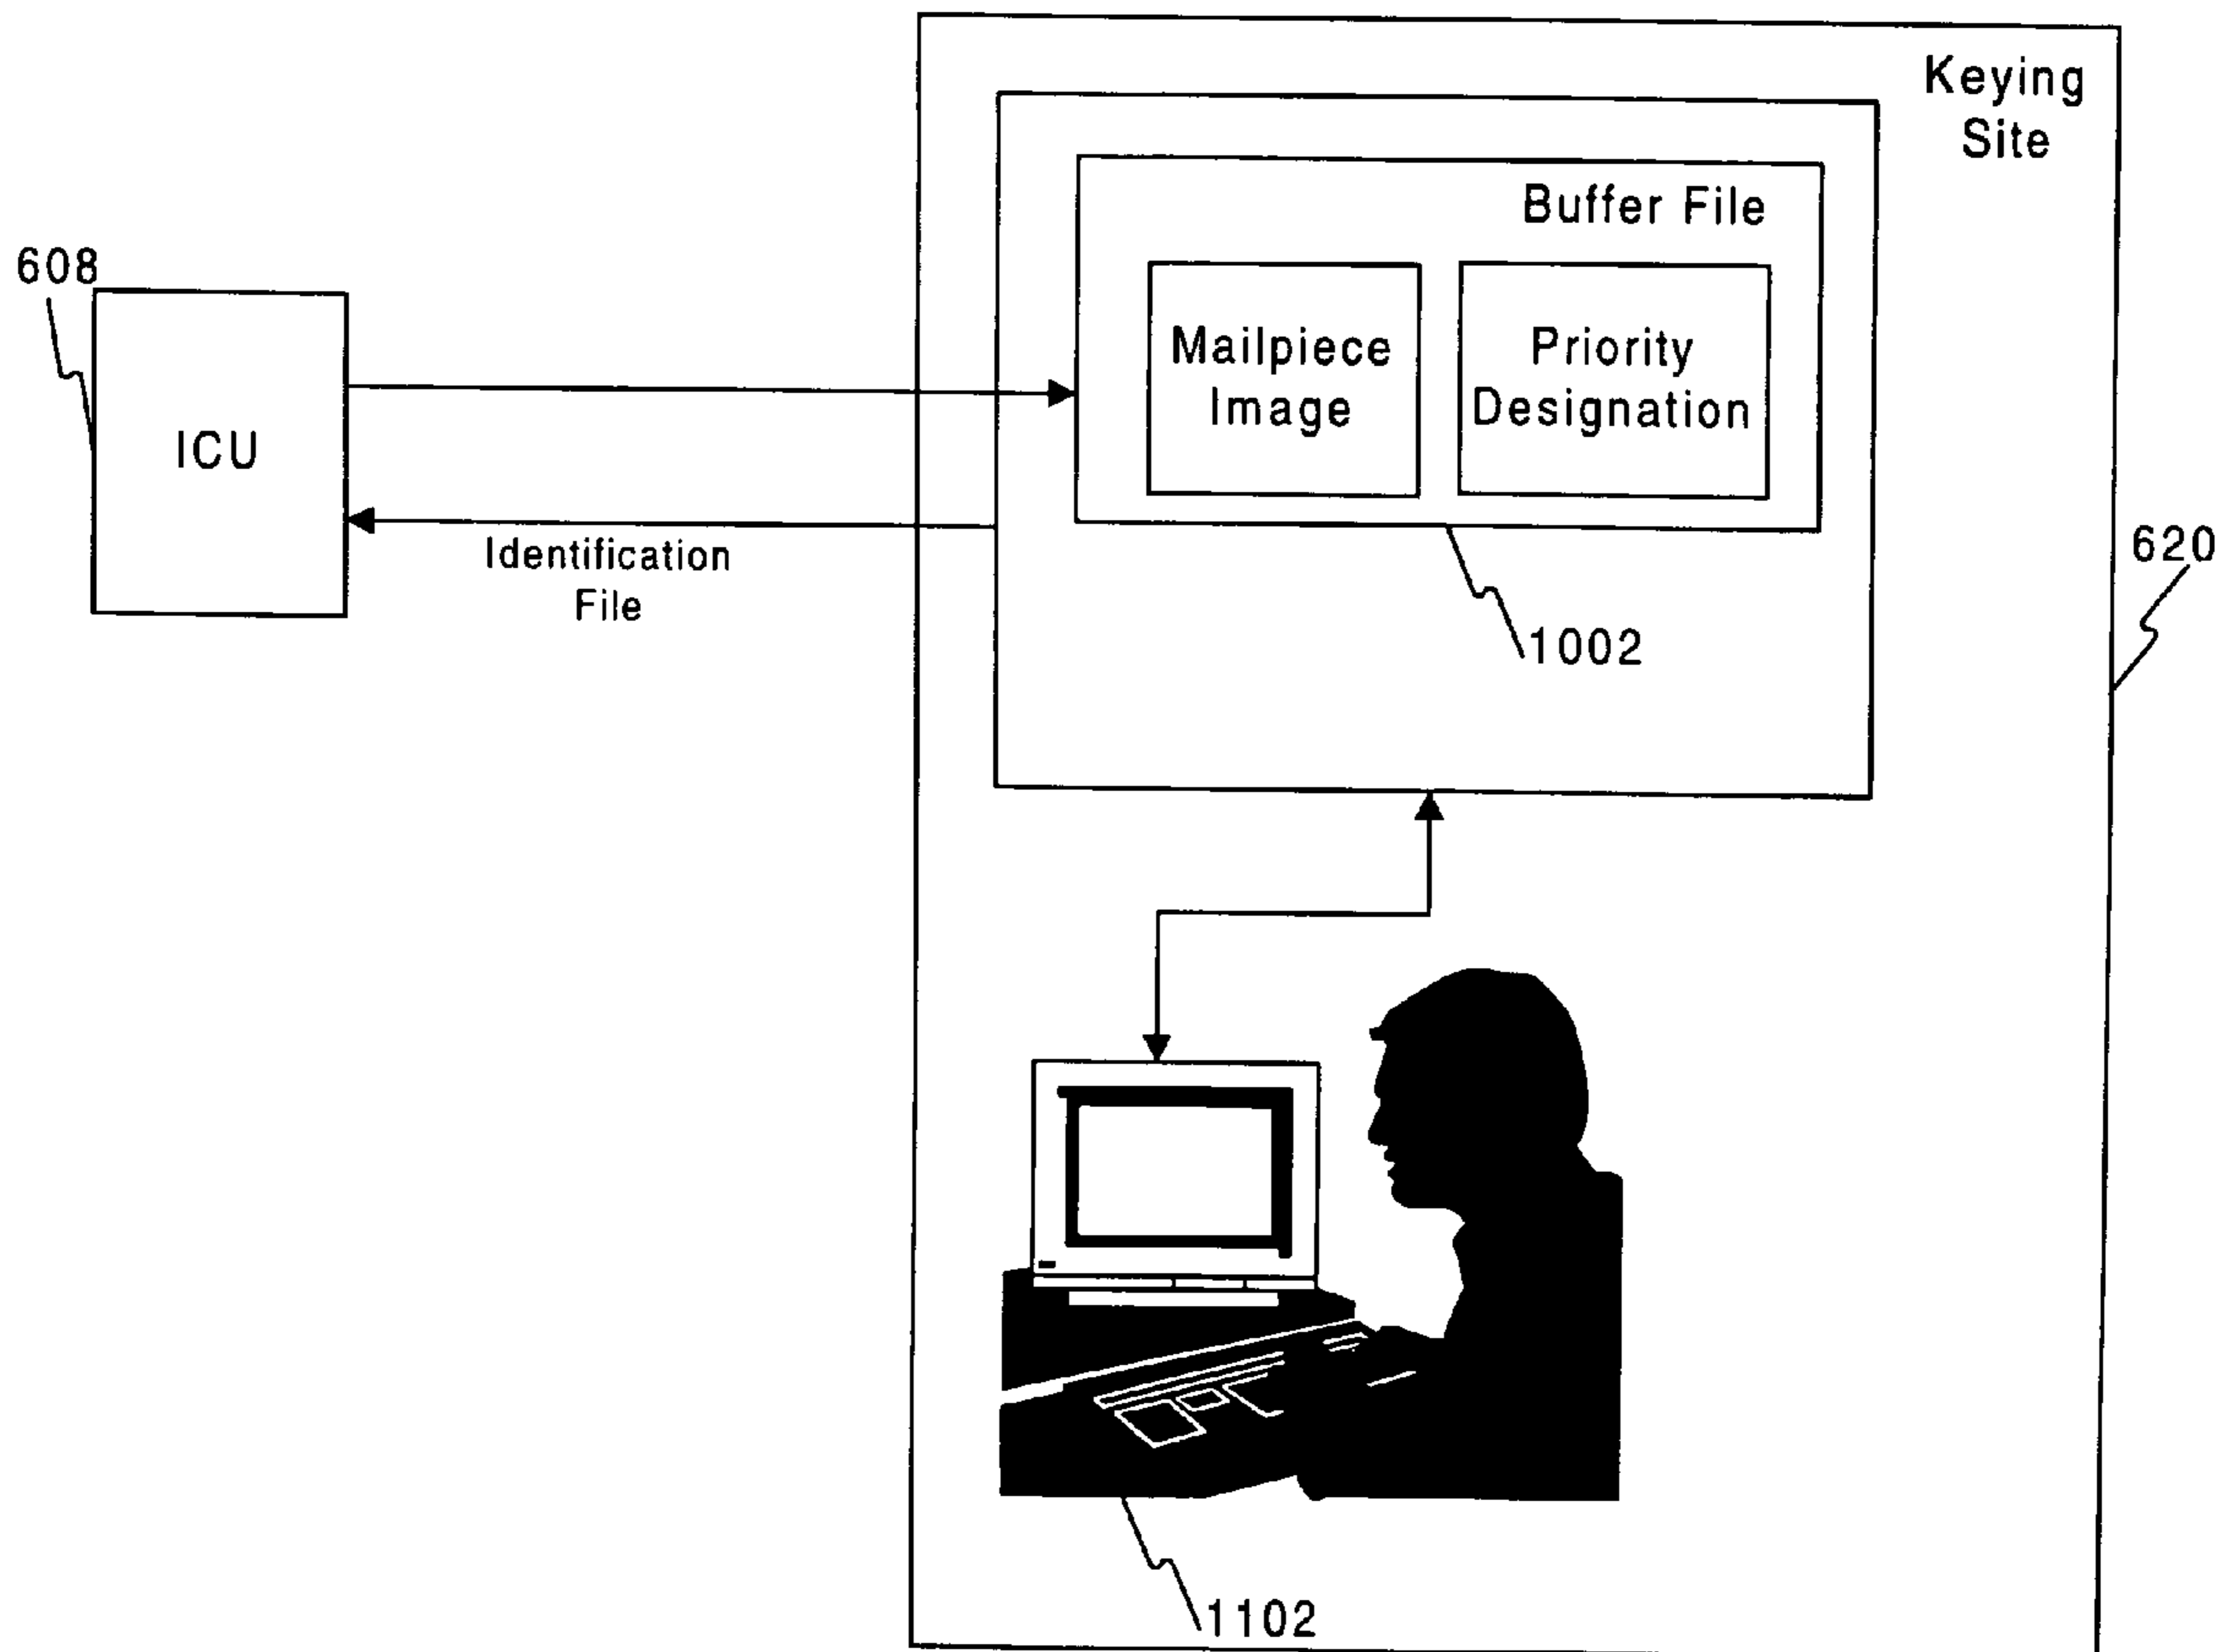 Keying
Site
Buffer File
608
Mailpiece
Image
Priority
Designation
ICU
620
Identification
File
1002
1102